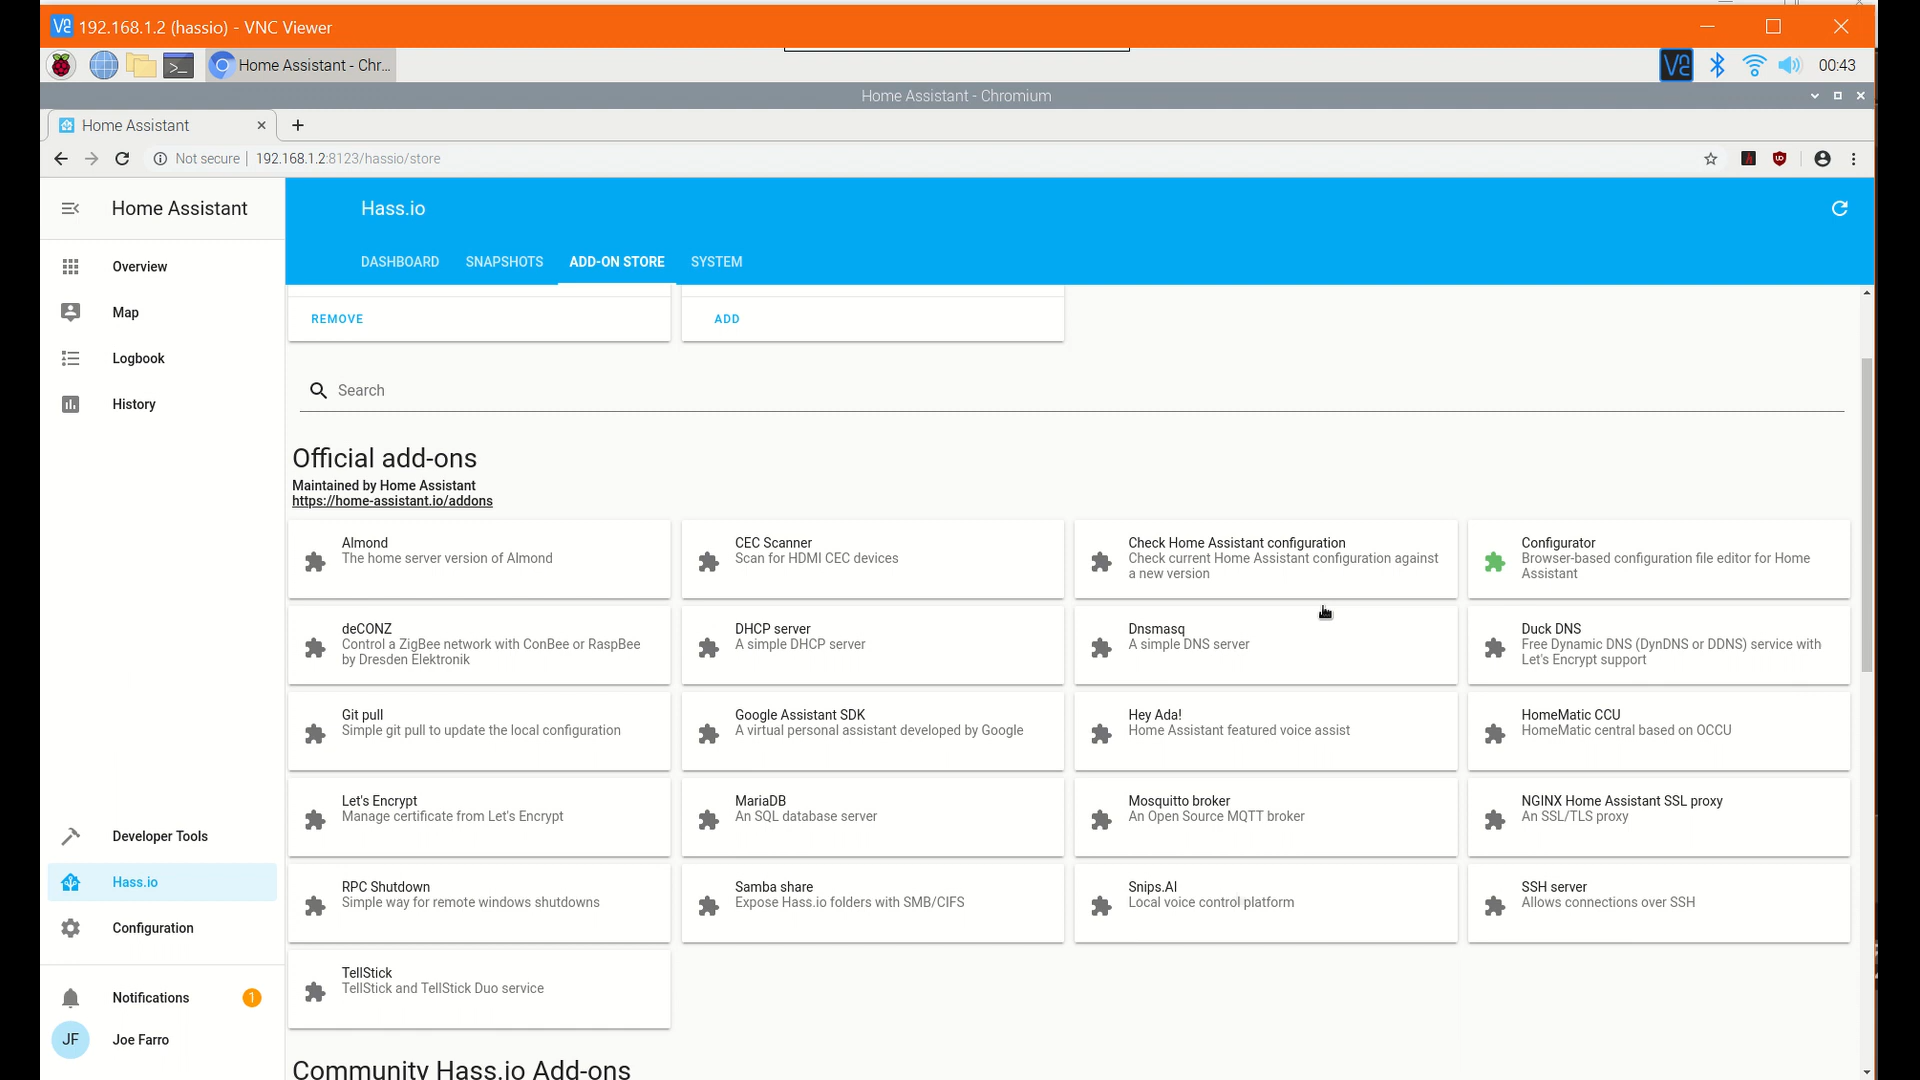 192.168.1.2 (hassio) - VNC Viewer
Home Assistant - Chr...
00:43
Home Assistant - Chromium
Home Assistant
Not secure
192.168.1.2:8123/hassio/store
Home Assistant
Hass.io
DASHBOARD
SNAPSHOTS
ADD-ON STORE
SYSTEM
Overview
Map
Logbook
History
Developer Tools
Hass.io
Configuration
Notifications
1
JF
Joe Farro
REMOVE
ADD
Search
Official add-ons
Maintained by Home Assistant
https://home-assistant.io/addons
Almond
The home server version of Almond
CEC Scanner
Scan for HDMI CEC devices
Check Home Assistant configuration
Check current Home Assistant configuration against
a new version
Configurator
Browser-based configuration file editor for Home
Assistant
deCONZ
Control a ZigBee network with ConBee or RaspBee
by Dresden Elektronik
DHCP server
A simple DHCP server
Dnsmasq
A simple DNS server
Duck DNS
Free Dynamic DNS (DynDNS or DDNS) service with
Let's Encrypt support
Git pull
Simple git pull to update the local configuration
Google Assistant SDK
A virtual personal assistant developed by Google
Hey Ada!
Home Assistant featured voice assist
HomeMatic CCU
HomeMatic central based on OCCU
Let's Encrypt
Manage certificate from Let's Encrypt
MariaDB
An SQL database server
Mosquitto broker
An Open Source MQTT broker
NGINX Home Assistant SSL proxy
An SSL/TLS proxy
RPC Shutdown
Simple way for remote windows shutdowns
Samba share
Expose Hass.io folders with SMB/CIFS
Snips.AI
Local voice control platform
SSH server
Allows connections over SSH
TellStick
TellStick and TellStick Duo service
Community Hass.io Add-ons